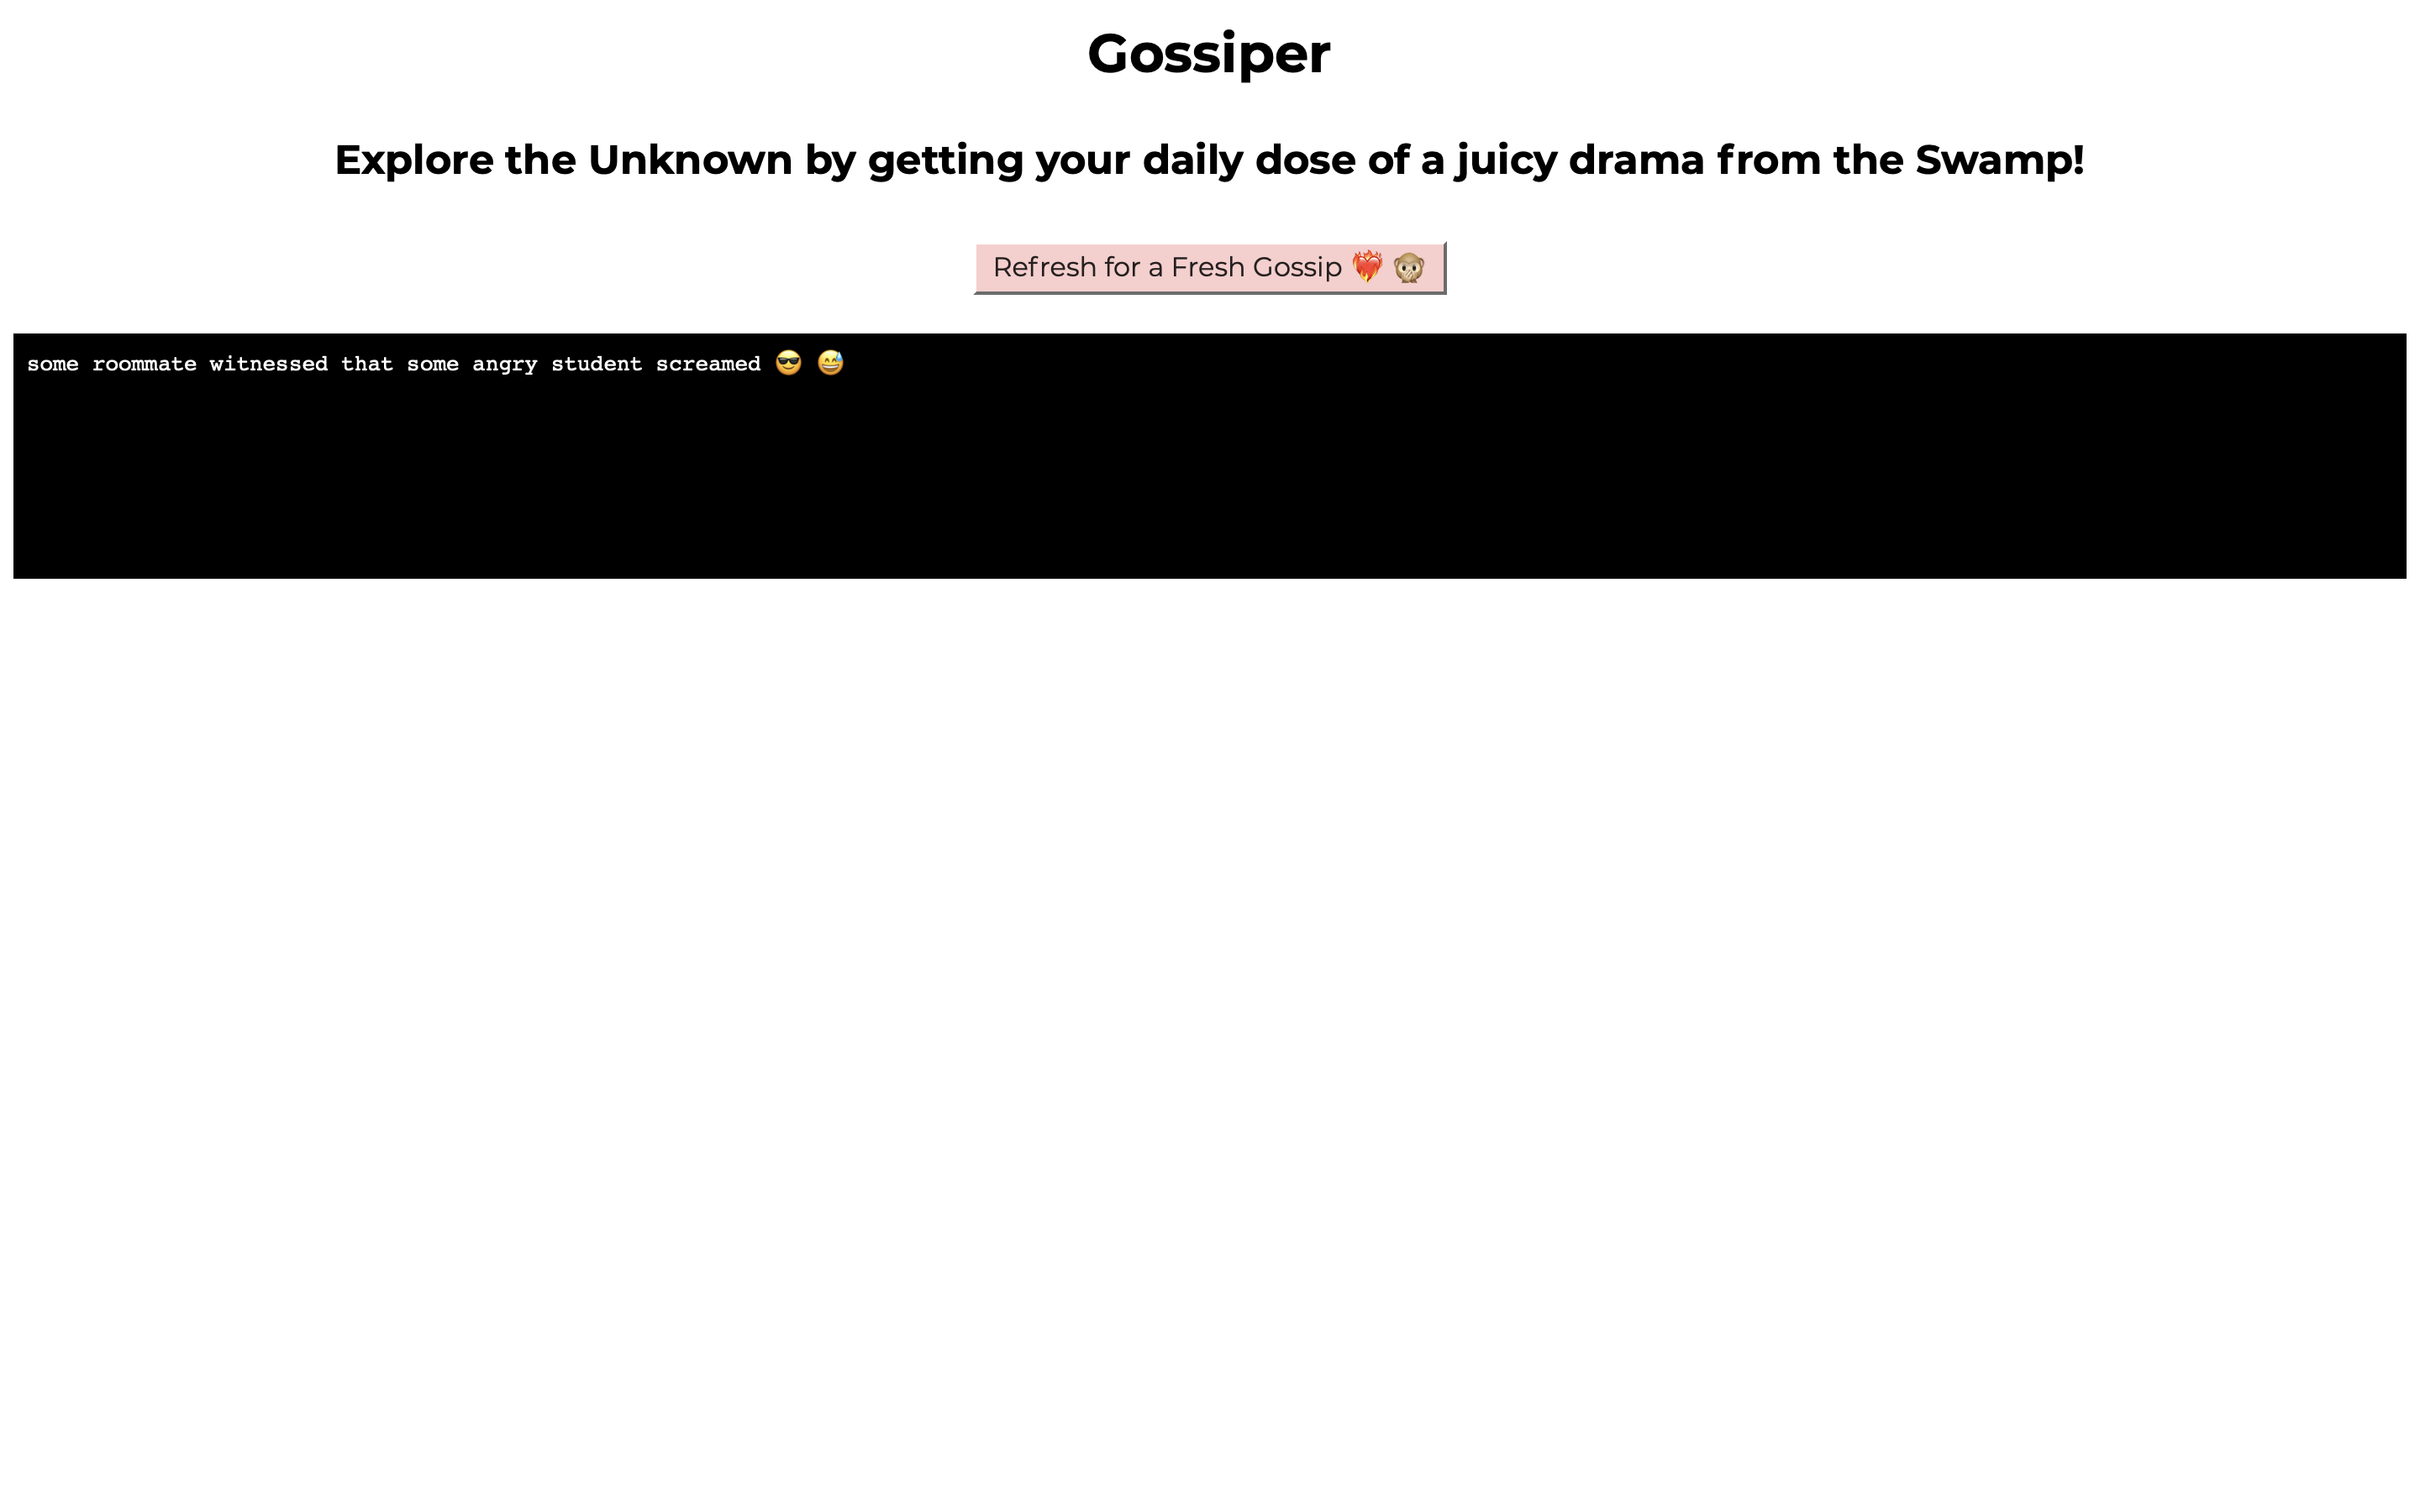 Gossiper
Explore the Unknown by getting your daily dose of a juicy drama from the Swamp!
Refresh for a Fresh Gossip ❤️‍🔥 🙊
some roommate witnessed that some angry student screamed 😎 😅